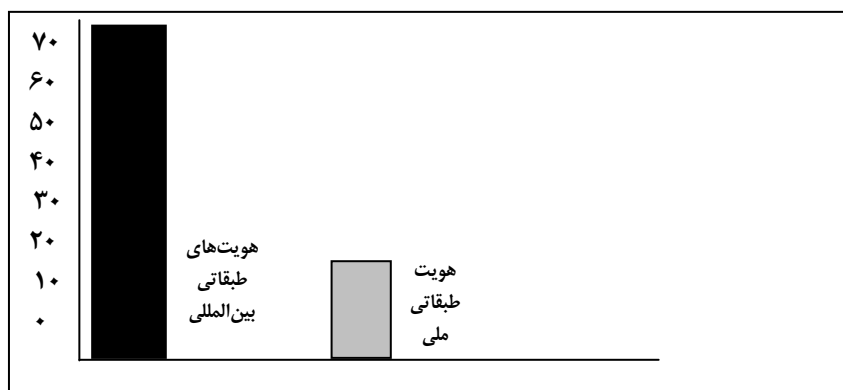 ۷۰
۶۰
۵۰
۴۰
۳۰
۲۰
۱۰
۰
هویت‌های
طبقاتی
بین‌المللی
هویت
طبقاتی
ملی